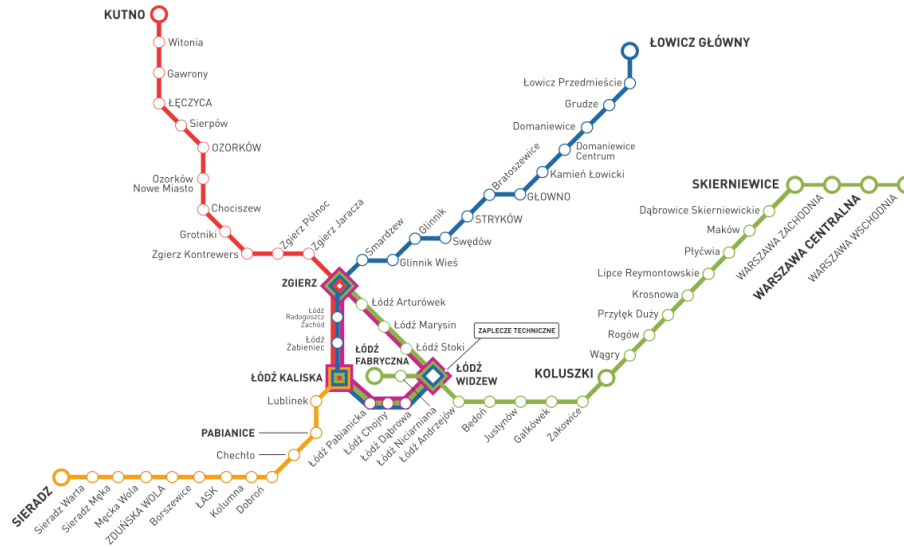 KUTNO
Witonia
Gawrony
ŁĘCZYCA
Sierpów
OZORKÓW
Ozorków
Nowe Miasto
Chociszew
Grotniki
Zgierz Kontrewers
Zgierz Północ
Zgierz Jaracza
ZGIERZ
Łódź
Radogoszcz
Zachód
Łódź
Żabieniec
ŁÓDŹ KALISKA
ŁOWICZ GŁÓWNY
Łowicz Przedmieście
Grudze
Domaniewice
Domaniewice
Centrum
Kamień Łowicki
GŁOWNO
Bratoszewice
STRYKÓW
Swędów
Glinnik
Glinnik Wieś
Smardzew
Łódź Arturówek
Łódź Marysin
Łódź Stoki
ZAPLECZE TECHNICZNE
ŁÓDŹ
FABRYCZNA
ŁÓDŹ
WIDZEW
Łódź Pabianicka
Łódź Chojny
Łódź Dąbrowa
Łódź Niciarniana
Łódź Andrzejów
Bedoń
Justynów
Gałkówek
Żakowice
KOLUSZKI
Wągry
Rogów
Przyłęk Duży
Krosnowa
Lipce Reymontowskie
Płyćwia
Maków
Dąbrowice Skierniewickie
SKIERNIEWICE
WARSZAWA ZACHODNIA
WARSZAWA CENTRALNA
WARSZAWA WSCHODNIA
Lublinek
PABIANICE
Chechło
Dobroń
Kolumna
ŁASK
Borszewice
ZDUŃSKA WOLA
Męcka Wola
Sieradz Męka
Sieradz Warta
SIERADZ